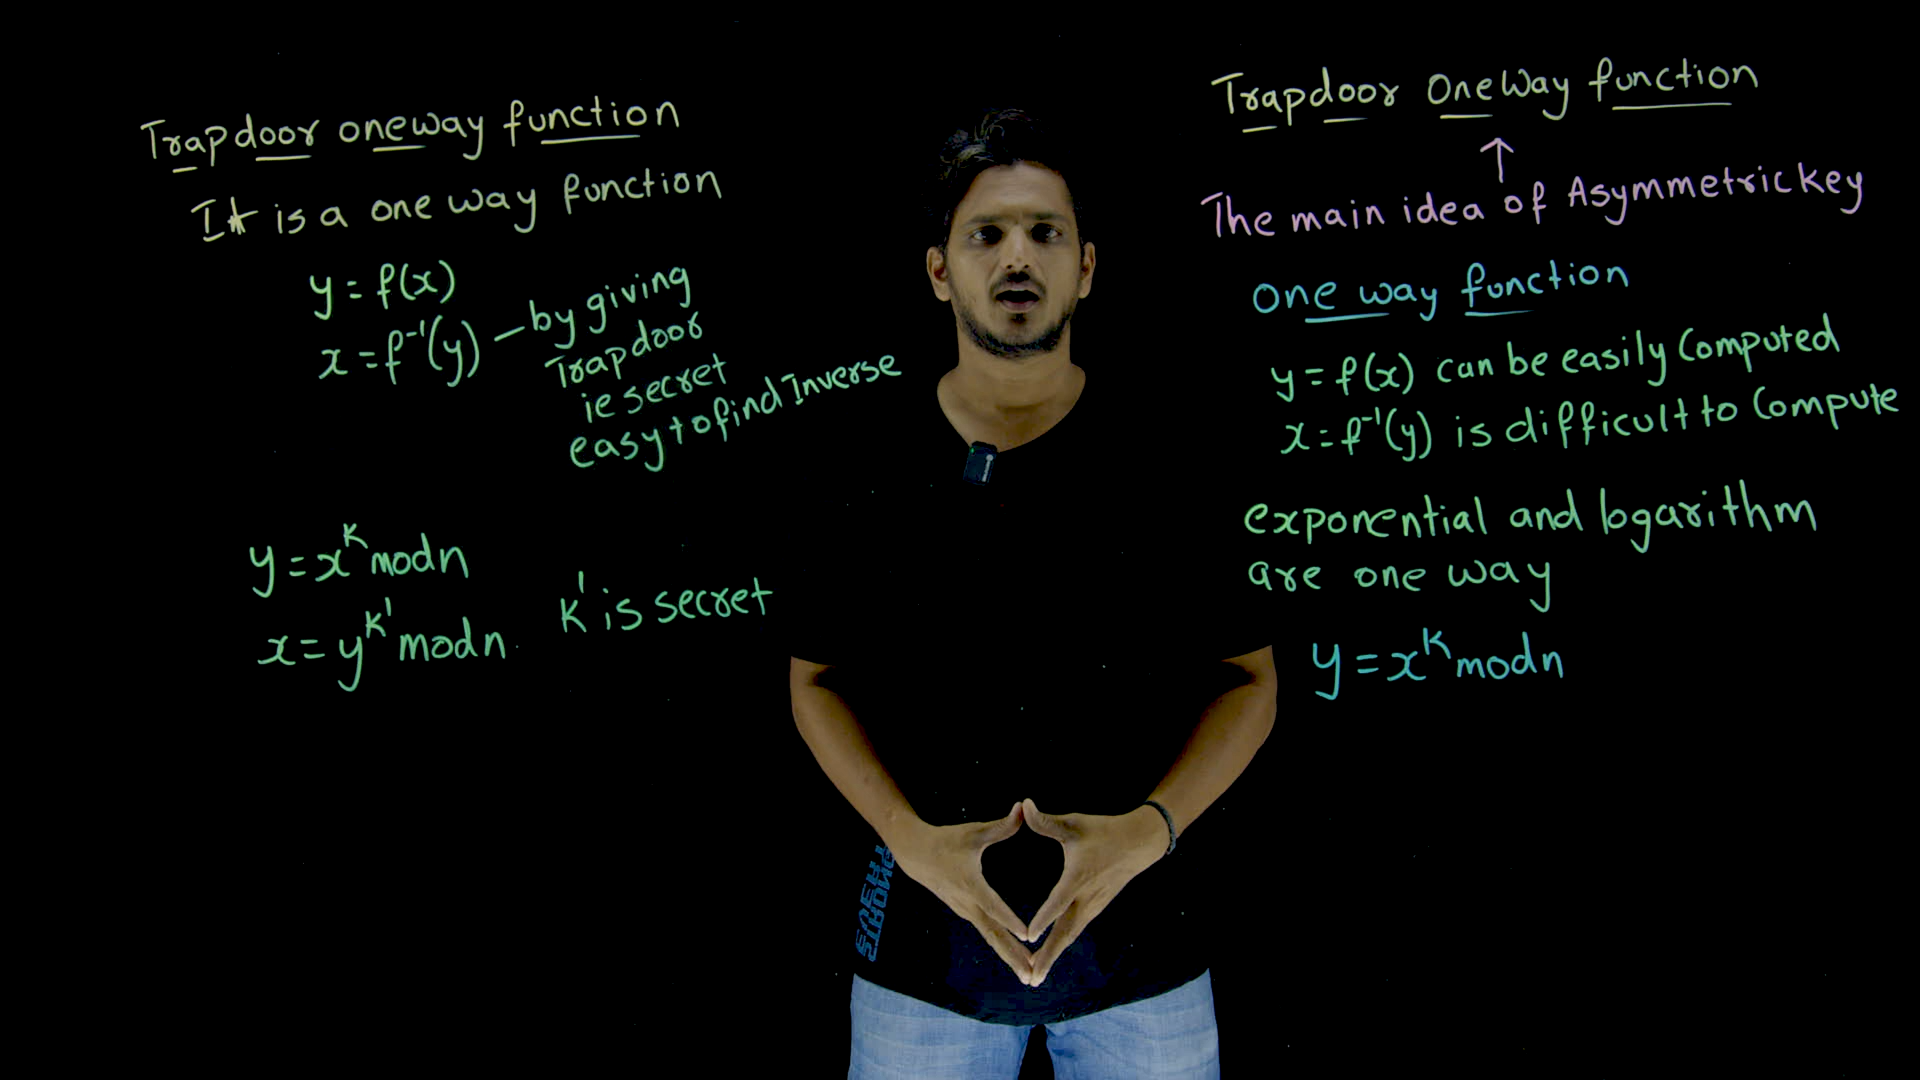 Trapdoor oneway function
It is a one way function
y = f(x)
x = f⁻¹(y) – by giving
Trapdoor
ie secret
easy to find Inverse
y = x^k mod n
x = y^k' mod n.
k' is secret
Trapdoor One Way function
↑
The main idea of Asymmetric key
One way function
y = f(x) can be easily Computed
x = f⁻¹(y) is difficult to Compute
exponential and logarithm
are one way
y = x^k mod n